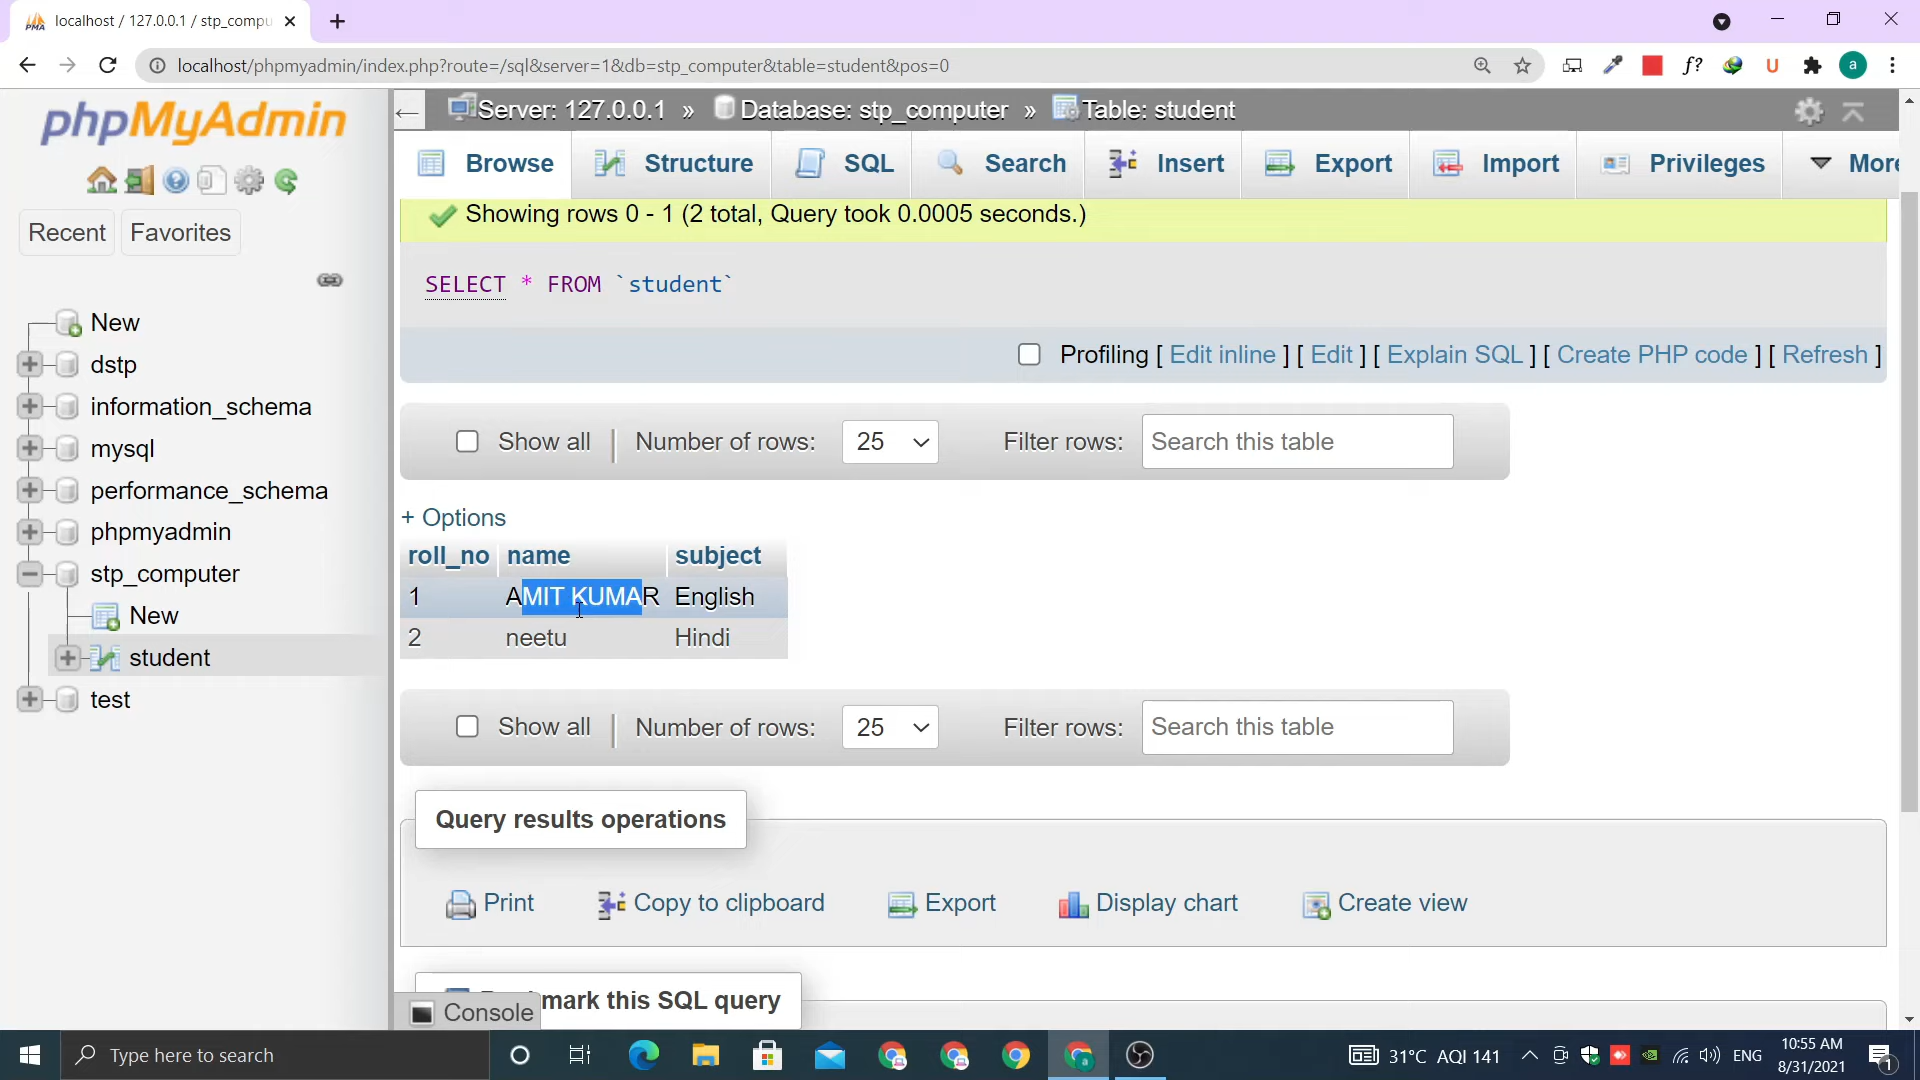 localhost / 127.0.0.1 / stp_compu
localhost/phpmyadmin/index.php?route=/sql&server=1&db=stp_computer&table=student&pos=0
f?
U
a
phpMyAdmin
Recent
Favorites
New
dstp
information_schema
mysql
performance_schema
phpmyadmin
stp_computer
New
student
test
Server: 127.0.0.1 » Database: stp_computer » Table: student
Browse
Structure
SQL
Search
Insert
Export
Import
Privileges
More
Showing rows 0 - 1 (2 total, Query took 0.0005 seconds.)
SELECT * FROM `student`
Profiling [ Edit inline ] [ Edit ] [ Explain SQL ] [ Create PHP code ] [ Refresh ]
Show all | Number of rows: 25 Filter rows: Search this table
+ Options
roll_no name subject
1 AMIT KUMAR English
2 neetu Hindi
Show all | Number of rows: 25 Filter rows: Search this table
Query results operations
Print
Copy to clipboard
Export
Display chart
Create view
mark this SQL query
Console
Type here to search
31°C AQI 141
ENG
10:55 AM
8/31/2021
1